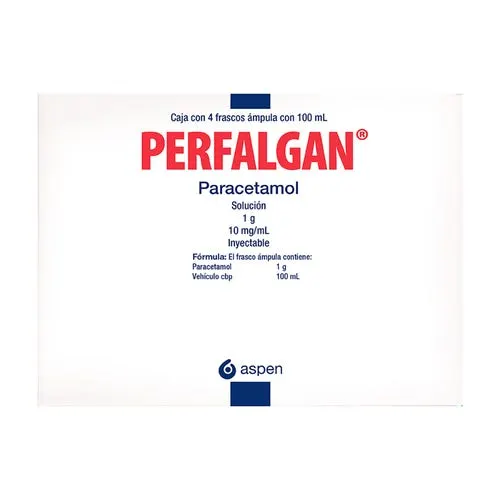 Caja con 4 frascos ámpula con 100 mL
PERFALGAN®
Paracetamol
Solución
1 g
10 mg/mL
Inyectable
Fórmula: El frasco ámpula contiene:
Paracetamol 1 g
Vehículo cbp 100 mL
aspen